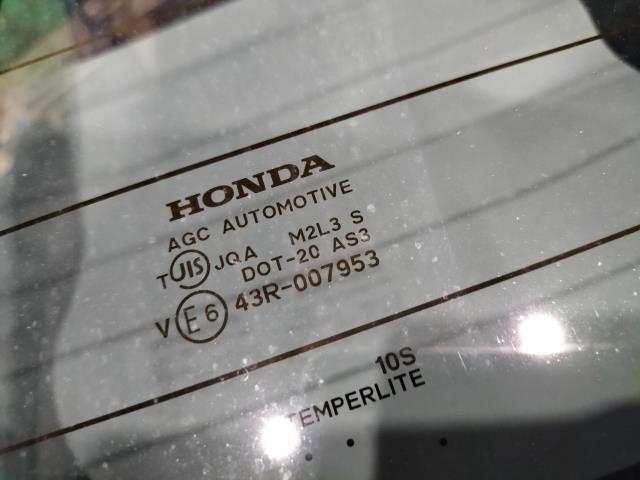 HONDA
AGC AUTOMOTIVE
M2L3 S
T JIS JQA DOT-20 AS3
V E6 43R-007953
10S
TEMPERLITE